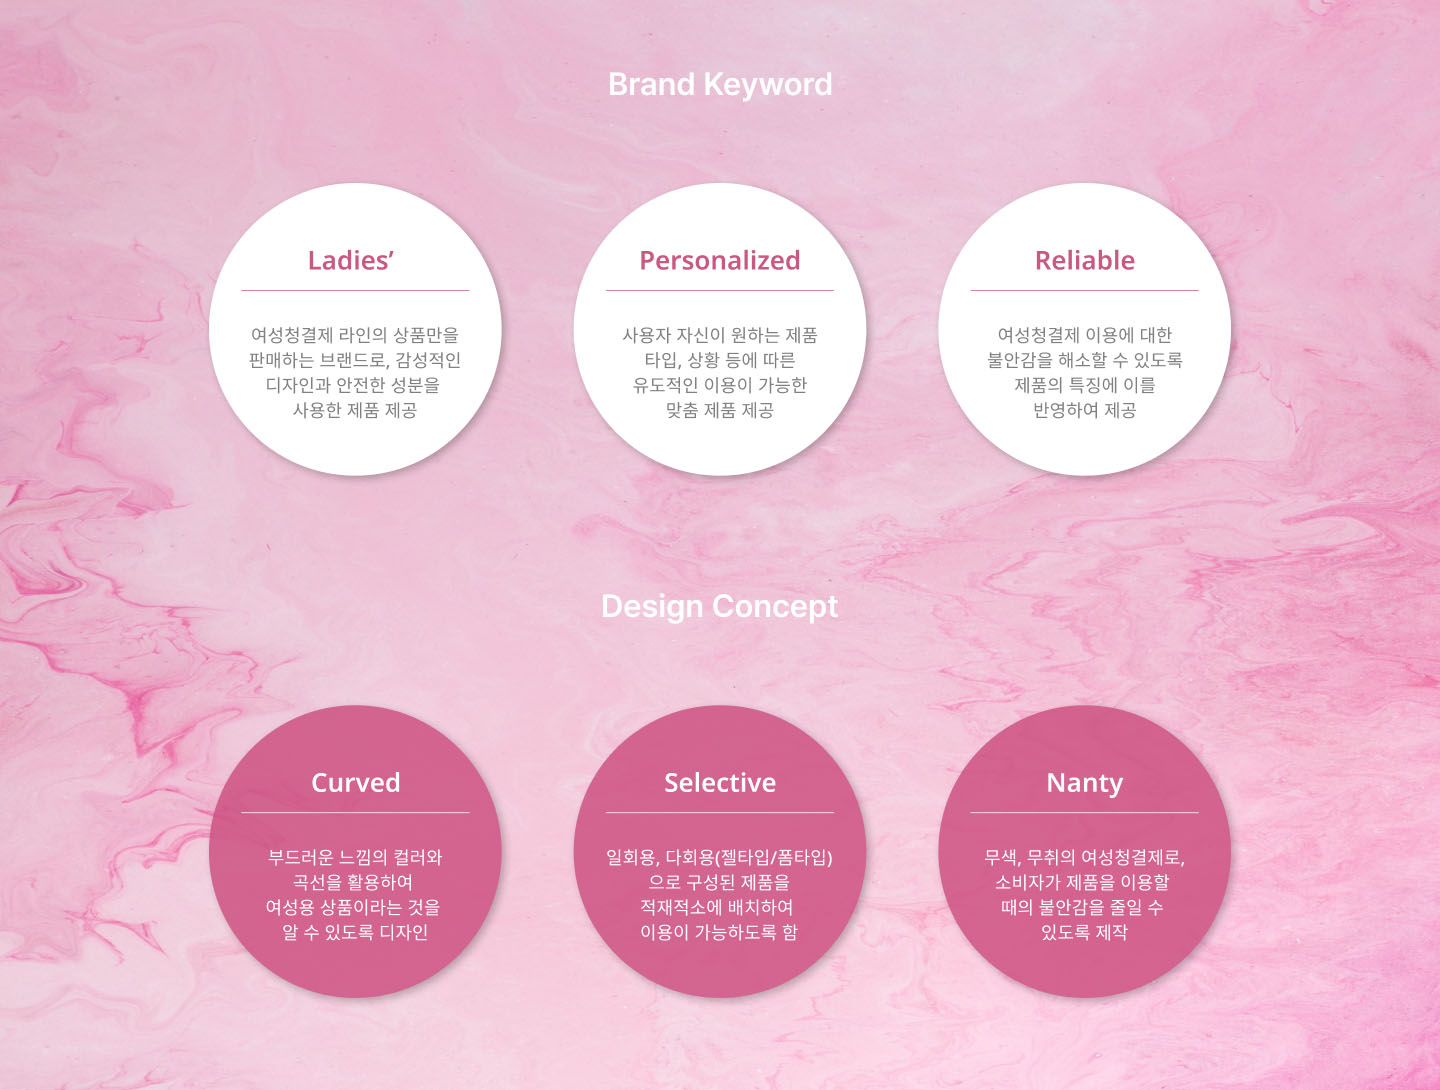 Brand Keyword
Ladies’
여성청결제 라인의 상품만을
판매하는 브랜드로, 감성적인
디자인과 안전한 성분을
사용한 제품 제공
Personalized
사용자 자신이 원하는 제품
타입, 상황 등에 따른
유도적인 이용이 가능한
맞춤 제품 제공
Reliable
여성청결제 이용에 대한
불안감을 해소할 수 있도록
제품의 특징에 이를
반영하여 제공
Design Concept
Curved
부드러운 느낌의 컬러와
곡선을 활용하여
여성용 상품이라는 것을
알 수 있도록 디자인
Selective
일회용, 다회용(젤타입/폼타입)
으로 구성된 제품을
적재적소에 배치하여
이용이 가능하도록 함
Nanty
무색, 무취의 여성청결제로,
소비자가 제품을 이용할
때의 불안감을 줄일 수
있도록 제작